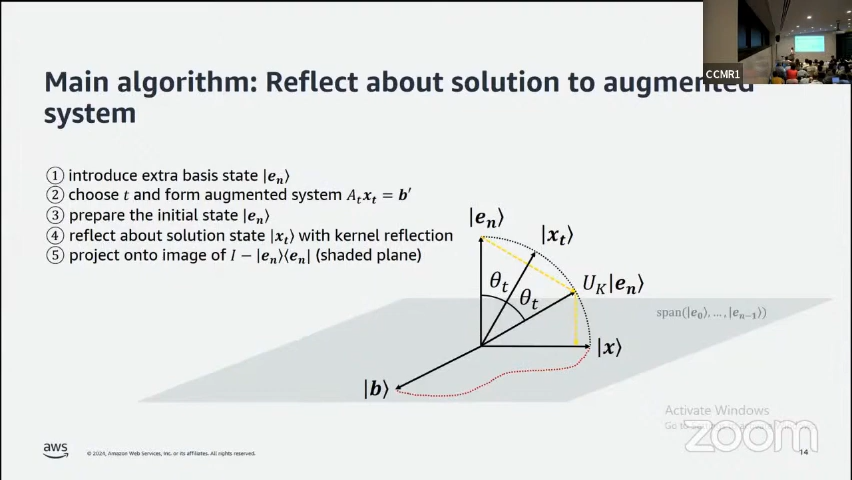 CCMR1
Main algorithm: Reflect about solution to augmented
system
① introduce extra basis state |eₙ⟩
② choose t and form augmented system Aₜxₜ = b′
③ prepare the initial state |eₙ⟩
④ reflect about solution state |xₜ⟩ with kernel reflection
⑤ project onto image of I − |eₙ⟩⟨eₙ| (shaded plane)
|eₙ⟩
|xₜ⟩
θₜ
θₜ
U_K|eₙ⟩
span(|e₀⟩, ..., |eₙ₋₁⟩)
|x⟩
|b⟩
Activate Windows
Go to
zoom
aws
© 2024, Amazon Web Services, Inc. or its affiliates. All rights reserved.
14